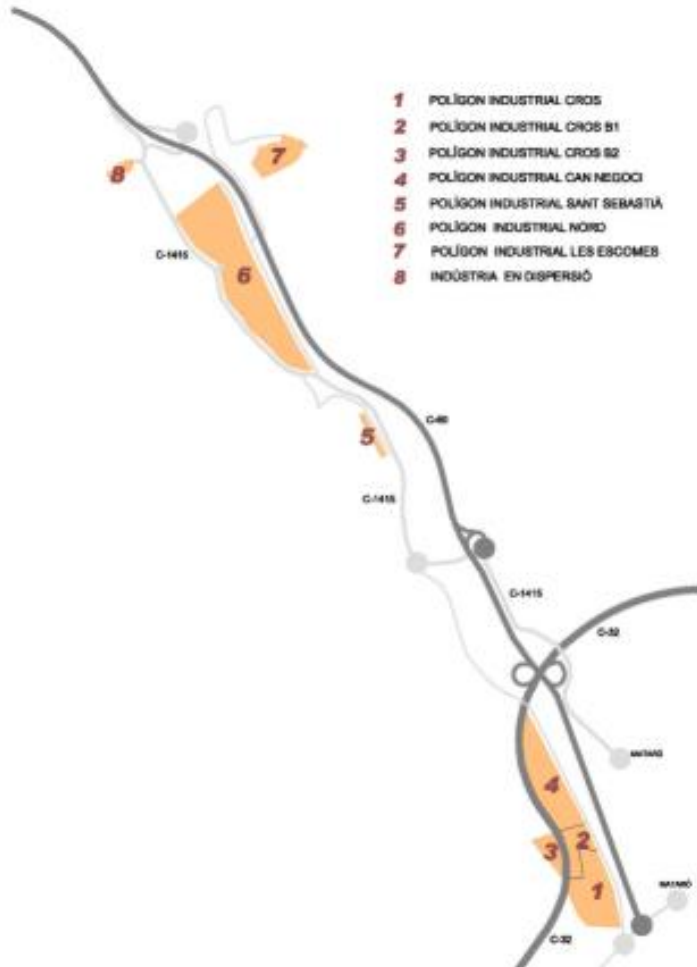 1 POLÍGON INDUSTRIAL CROS
2 POLÍGON INDUSTRIAL CROS B1
3 POLÍGON INDUSTRIAL CROS B2
4 POLÍGON INDUSTRIAL CAN NEGOCI
5 POLÍGON INDUSTRIAL SANT SEBASTIÀ
6 POLÍGON INDUSTRIAL NORD
7 POLÍGON INDUSTRIAL LES ESCOMES
8 INDÚSTRIA EN DISPERSIÓ
7
8
C-1415
6
C-60
5
C-1415
C-1415
C-32
MATARÓ
4
2
3
1
MATARÓ
C-32